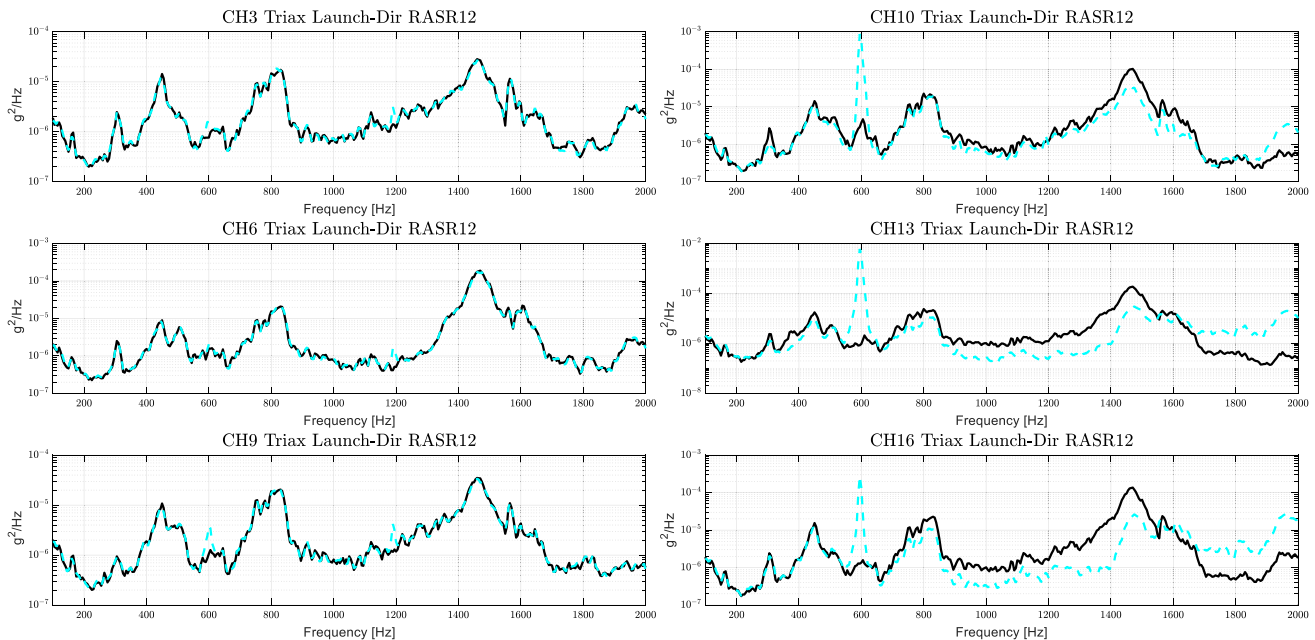 CH3 Triax Launch-Dir RASR12
10^-4
10^-5
10^-6
10^-7
g^2/Hz
200 400 600 800 1000 1200 1400 1600 1800 2000
Frequency [Hz]
CH6 Triax Launch-Dir RASR12
10^-3
10^-4
10^-5
10^-6
10^-7
g^2/Hz
200 400 600 800 1000 1200 1400 1600 1800 2000
Frequency [Hz]
CH9 Triax Launch-Dir RASR12
10^-4
10^-5
10^-6
10^-7
g^2/Hz
200 400 600 800 1000 1200 1400 1600 1800 2000
Frequency [Hz]
CH10 Triax Launch-Dir RASR12
10^-3
10^-4
10^-5
10^-6
10^-7
g^2/Hz
200 400 600 800 1000 1200 1400 1600 1800 2000
Frequency [Hz]
CH13 Triax Launch-Dir RASR12
10^-2
10^-4
10^-6
10^-8
g^2/Hz
200 400 600 800 1000 1200 1400 1600 1800 2000
Frequency [Hz]
CH16 Triax Launch-Dir RASR12
10^-3
10^-4
10^-5
10^-6
10^-7
g^2/Hz
200 400 600 800 1000 1200 1400 1600 1800 2000
Frequency [Hz]